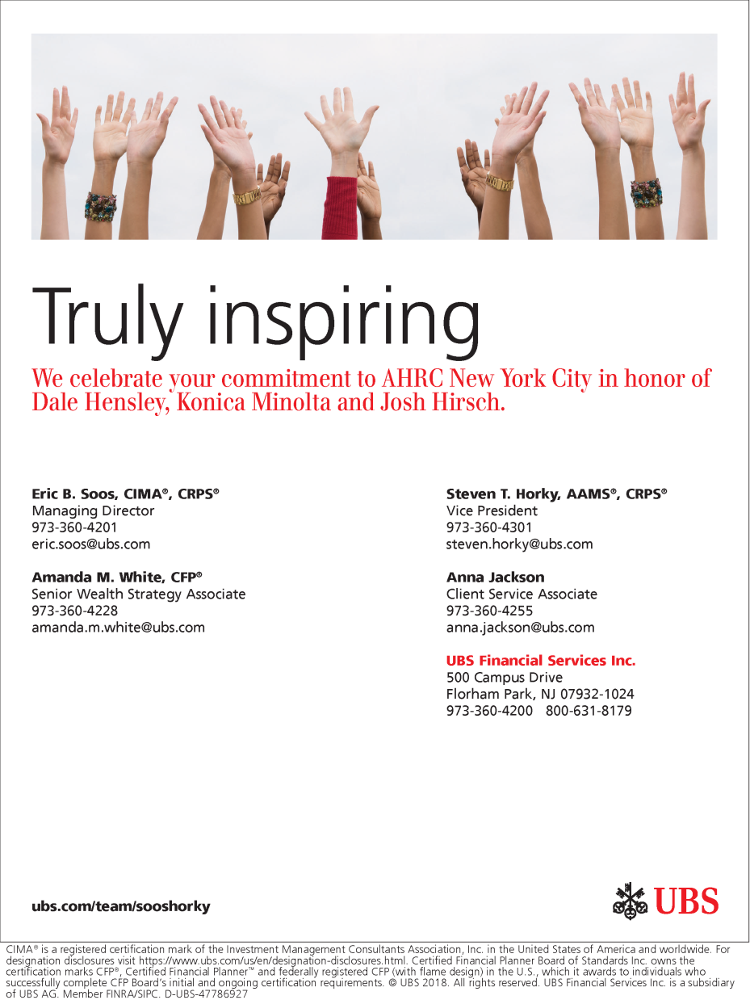 Truly inspiring
We celebrate your commitment to AHRC New York City in honor of
Dale Hensley, Konica Minolta and Josh Hirsch.
Eric B. Soos, CIMA®, CRPS®
Managing Director
973-360-4201
eric.soos@ubs.com
Amanda M. White, CFP®
Senior Wealth Strategy Associate
973-360-4228
amanda.m.white@ubs.com
Steven T. Horky, AAMS®, CRPS®
Vice President
973-360-4301
steven.horky@ubs.com
Anna Jackson
Client Service Associate
973-360-4255
anna.jackson@ubs.com
UBS Financial Services Inc.
500 Campus Drive
Florham Park, NJ 07932-1024
973-360-4200 800-631-8179
ubs.com/team/sooshorky
UBS
CIMA® is a registered certification mark of the Investment Management Consultants Association, Inc. in the United States of America and worldwide. For
designation disclosures visit https://www.ubs.com/us/en/designation-disclosures.html. Certified Financial Planner Board of Standards Inc. owns the
certification marks CFP®, Certified Financial Planner™ and federally registered CFP (with flame design) in the U.S., which it awards to individuals who
successfully complete CFP Board's initial and ongoing certification requirements. © UBS 2018. All rights reserved. UBS Financial Services Inc. is a subsidiary
of UBS AG. Member FINRA/SIPC. D-UBS-47786927